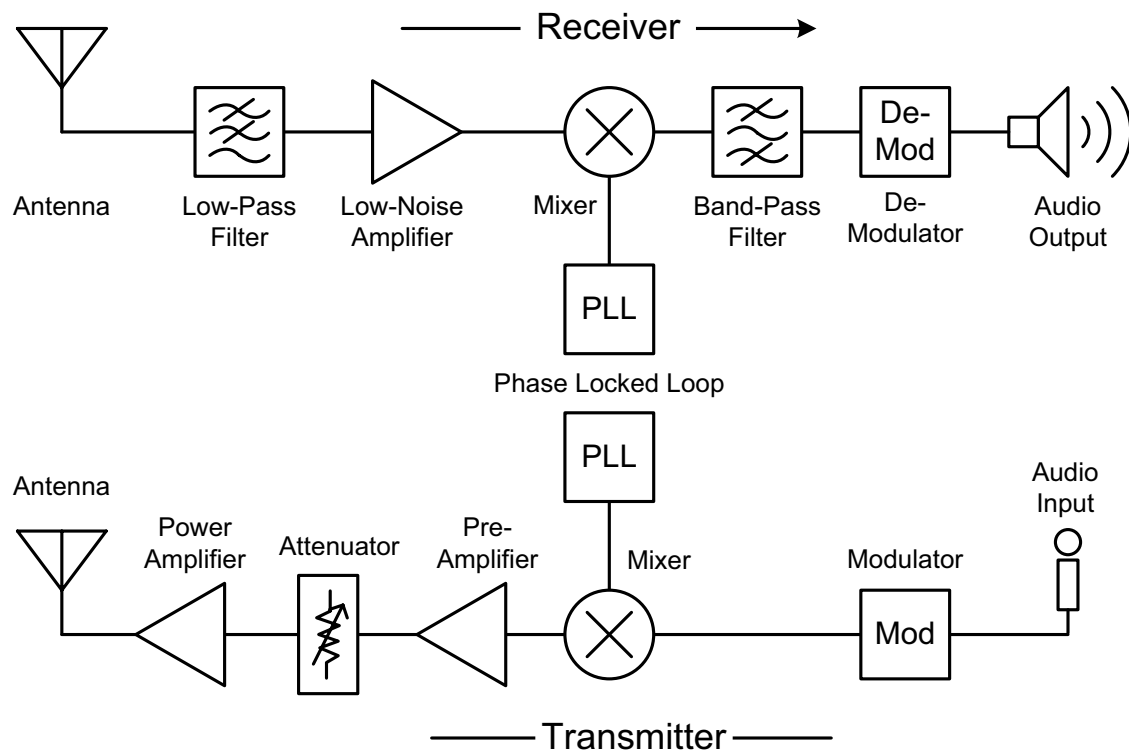 Receiver
De-
Mod
Antenna
Low-Pass
Filter
Low-Noise
Amplifier
Mixer
Band-Pass
Filter
De-
Modulator
Audio
Output
PLL
Phase Locked Loop
PLL
Antenna
Power
Amplifier
Attenuator
Pre-
Amplifier
Mixer
Modulator
Audio
Input
Mod
Transmitter